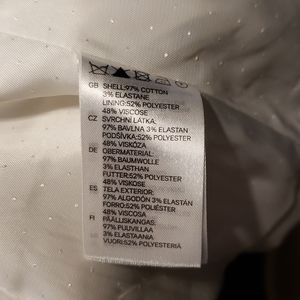 GB SHELL:97% COTTON
3% ELASTANE
LINING:52% POLYESTER
48% VISCOSE
CZ SVRCHNÍ LÁTKA:
97% BAVLNA 3% ELASTAN
PODŠÍVKA:52% POLYESTER
48% VISKÓZA
DE OBERMATERIAL:
97% BAUMWOLLE
3% ELASTHAN
FUTTER:52% POLYESTER
48% VISKOSE
ES TELA EXTERIOR:
97% ALGODÓN 3% ELASTÁN
FORRO:52% POLIÉSTER
48% VISCOSA
FI PÄÄLLISKANGAS:
97% PUUVILLAA
3% ELASTAANIA
VUORI:52% POLYESTERIÄ